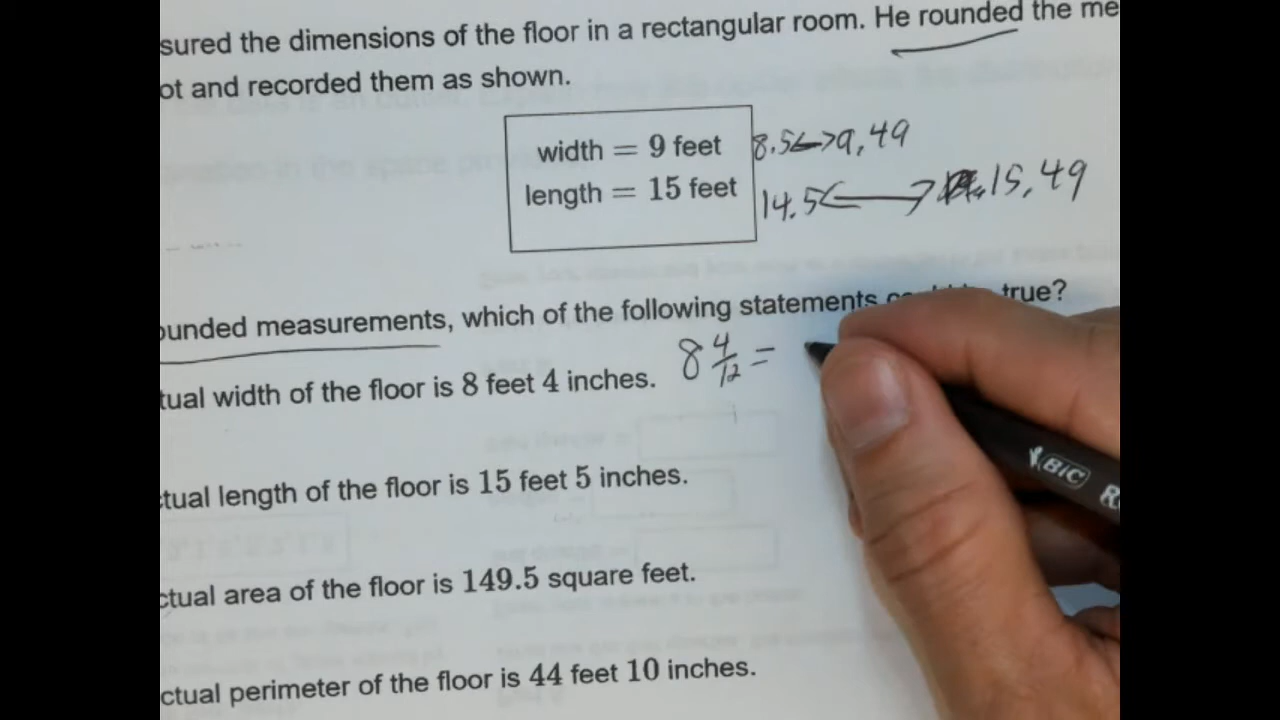 sured the dimensions of the floor in a rectangular room. He rounded the me
ot and recorded them as shown.
width = 9 feet 8.5<->9,49
length = 15 feet 14.5<->15,49
ounded measurements, which of the following statements true?
tual width of the floor is 8 feet 4 inches. 8 4/12 =
tual length of the floor is 15 feet 5 inches.
ctual area of the floor is 149.5 square feet.
ctual perimeter of the floor is 44 feet 10 inches.
BIC R